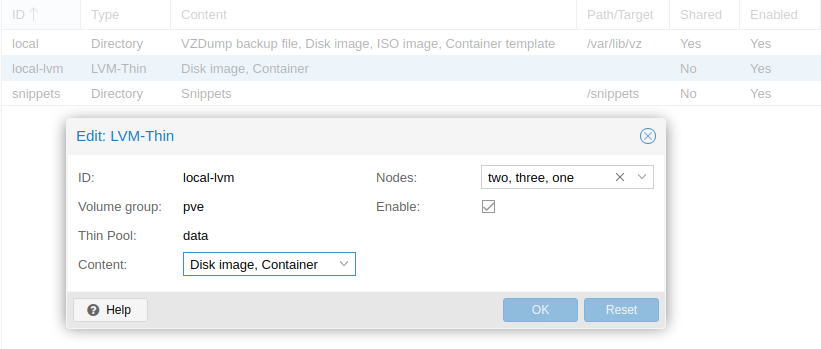 ID Type Content Path/Target Shared Enabled
local Directory VZDump backup file, Disk image, ISO image, Container template /var/lib/vz Yes Yes
local-lvm LVM-Thin Disk image, Container No Yes
snippets Directory Snippets /snippets Yes Yes
Edit: LVM-Thin
ID: local-lvm Nodes: two, three, one
Volume group: pve Enable:
Thin Pool: data
Content: Disk image, Container
Help OK Reset